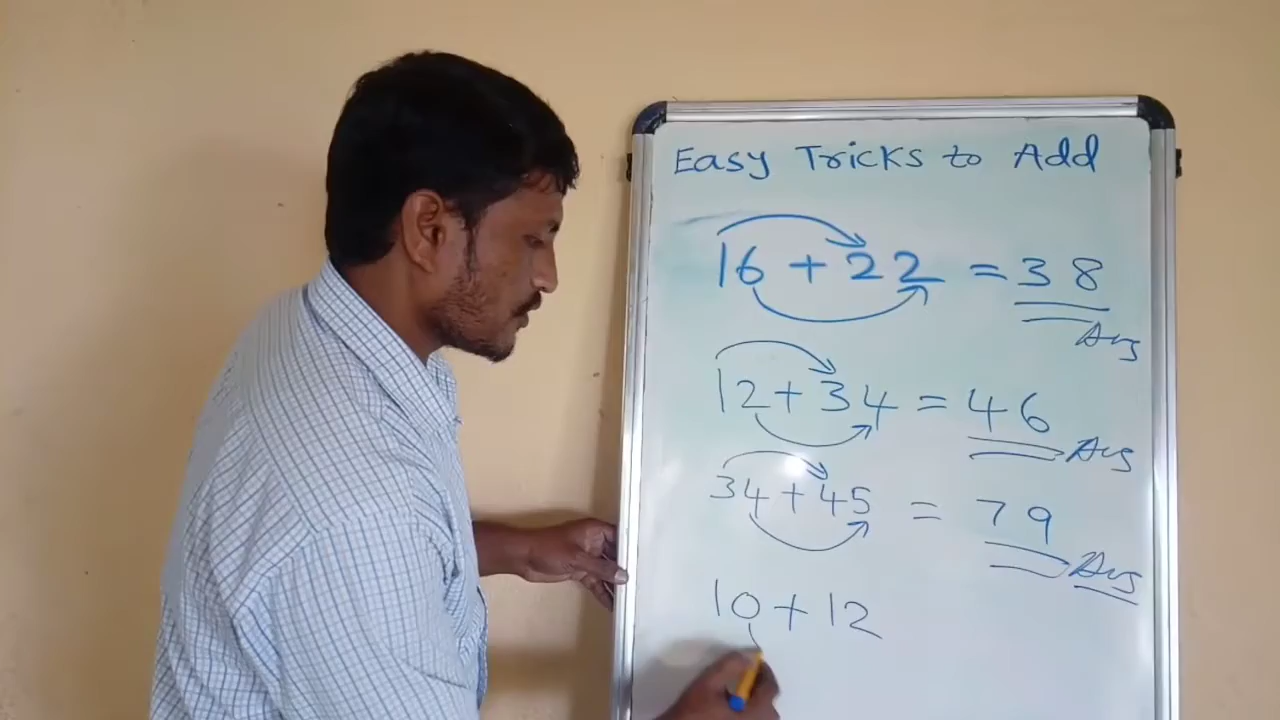 Easy Tricks to Add
16 + 22 = 38
Ans
12 + 34 = 46 Ans
34 + 45 = 79
Ans
10 + 12